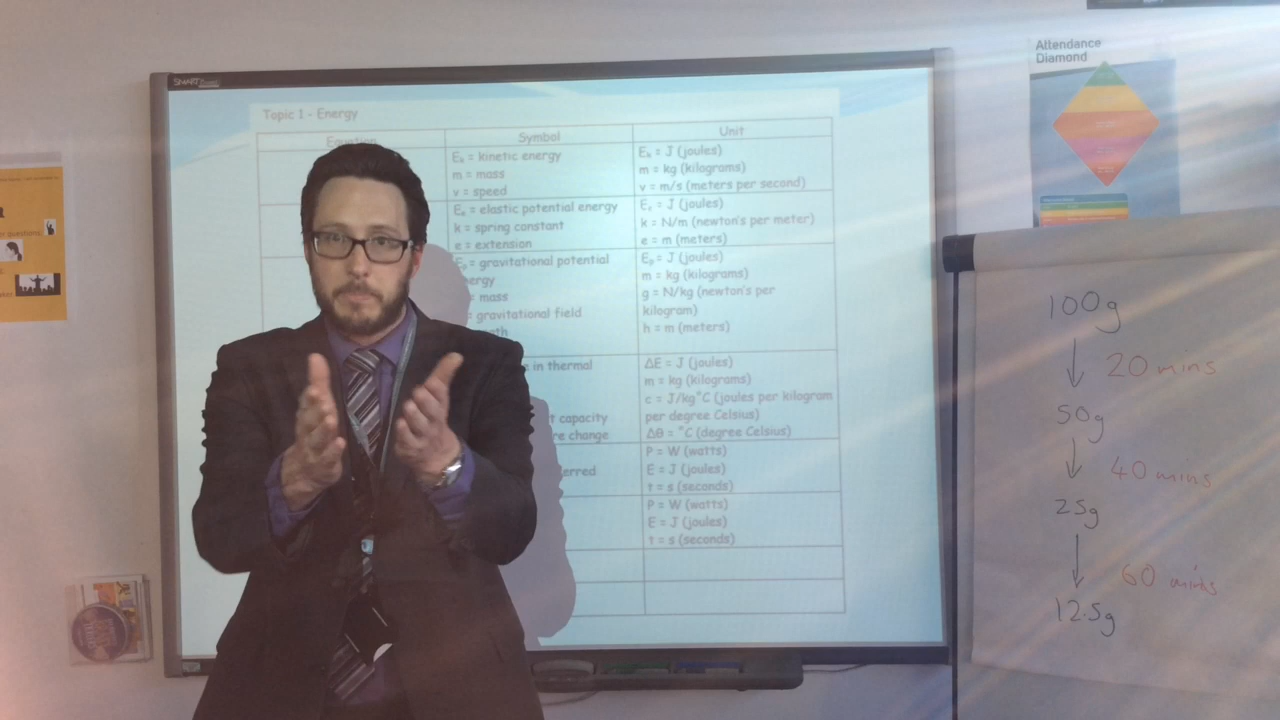 SMART
Attendance
Diamond
Topic 1 - Energy
Equation
Symbol
Unit
Eₖ = kinetic energy
m = mass
v = speed
Eₖ = J (joules)
m = kg (kilograms)
v = m/s (meters per second)
Eₑ = elastic potential energy
k = spring constant
e = extension
Eₑ = J (joules)
k = N/m (newton's per meter)
e = m (meters)
Eₚ = gravitational potential
ergy
mass
= gravitational field
Eₚ = J (joules)
m = kg (kilograms)
g = N/kg (newton's per
kilogram)
h = m (meters)
in thermal
capacity
re change
ΔE = J (joules)
m = kg (kilograms)
c = J/kg°C (joules per kilogram
per degree Celsius)
Δθ = °C (degree Celsius)
erred
P = W (watts)
E = J (joules)
t = s (seconds)
P = W (watts)
E = J (joules)
t = s (seconds)
100g
20 mins
50g
40 mins
25g
60 mins
12.5g